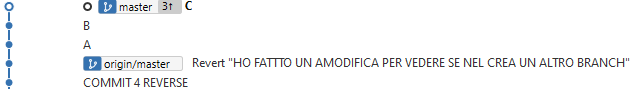 master 3↑ C
B
A
origin/master Revert "HO FATTTO UN AMODIFICA PER VEDERE SE NEL CREA UN ALTRO BRANCH"
COMMIT 4 REVERSE